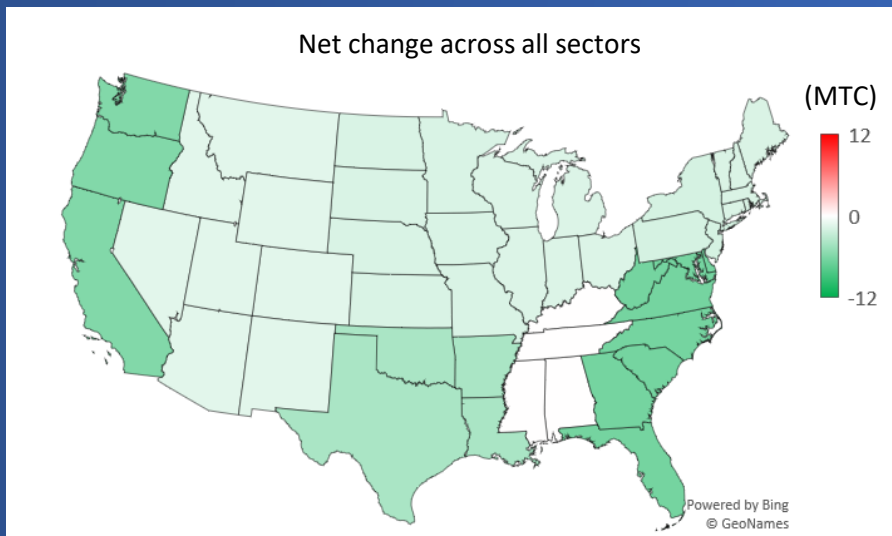 Net change across all sectors
(MTC)
12
0
-12
Powered by Bing
© GeoNames